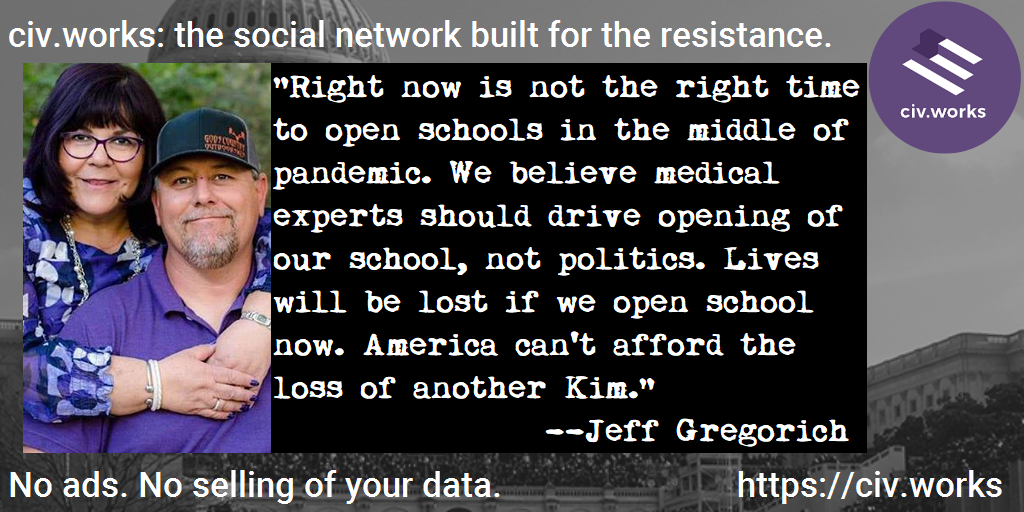 civ.works: the social network built for the resistance.
civ.works
"Right now is not the right time
to open schools in the middle of
pandemic. We believe medical
experts should drive opening of
our school, not politics. Lives
will be lost if we open school
now. America can't afford the
loss of another Kim."
--Jeff Gregorich
No ads. No selling of your data.
https://civ.works